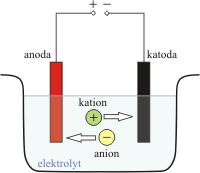 + −
anoda katoda
kation
+
−
anion
elektrolyt